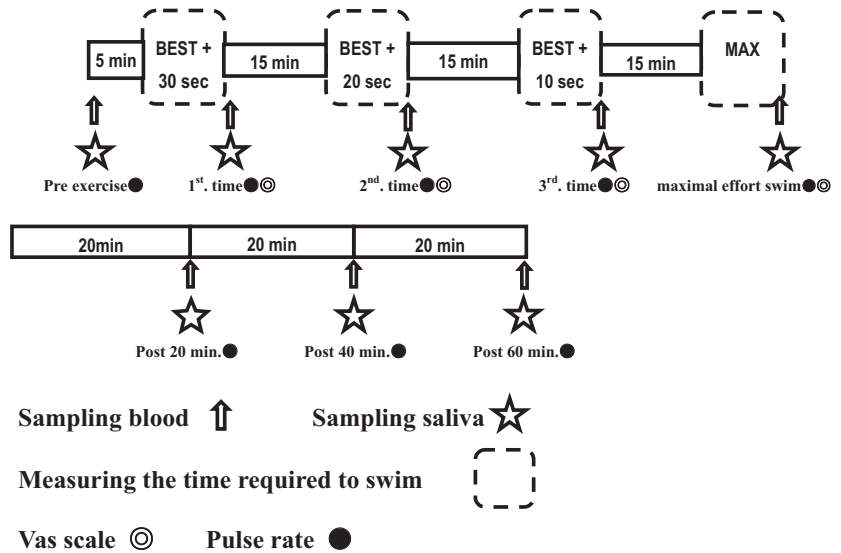 BEST + BEST + BEST + MAX
5 min 15 min 15 min 15 min
30 sec 20 sec 10 sec
Pre exercise 1st. time 2nd. time 3rd. time maximal effort swim
20min 20 min 20 min
Post 20 min. Post 40 min. Post 60 min.
Sampling blood Sampling saliva
Measuring the time required to swim
Vas scale Pulse rate